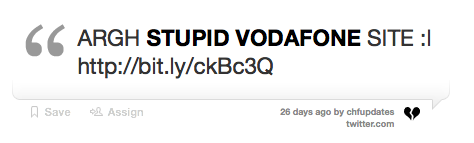 ARGH STUPID VODAFONE SITE :l
http://bit.ly/ckBc3Q
Save Assign 26 days ago by chfupdates
twitter.com